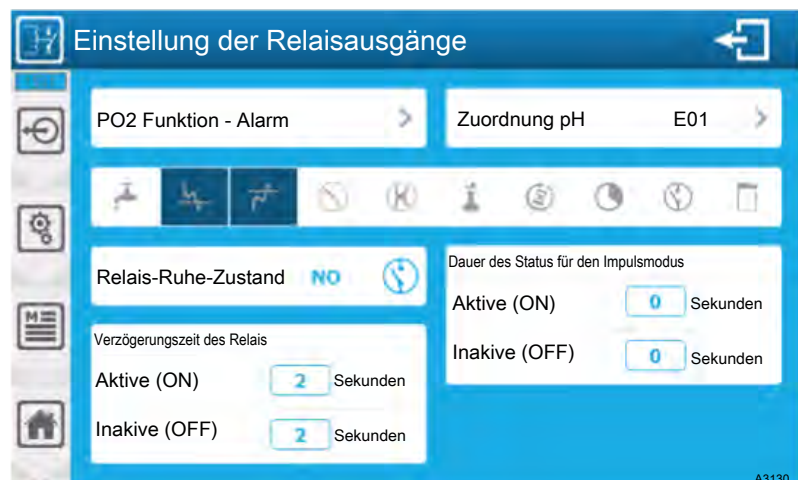 Einstellung der Relaisausgänge
PO2 Funktion - Alarm
Zuordnung pH E01
Relais-Ruhe-Zustand NO
Dauer des Status für den Impulsmodus
Aktive (ON) 0 Sekunden
Inakive (OFF) 0 Sekunden
Verzögerungszeit des Relais
Aktive (ON) 2 Sekunden
Inakive (OFF) 2 Sekunden
A3130